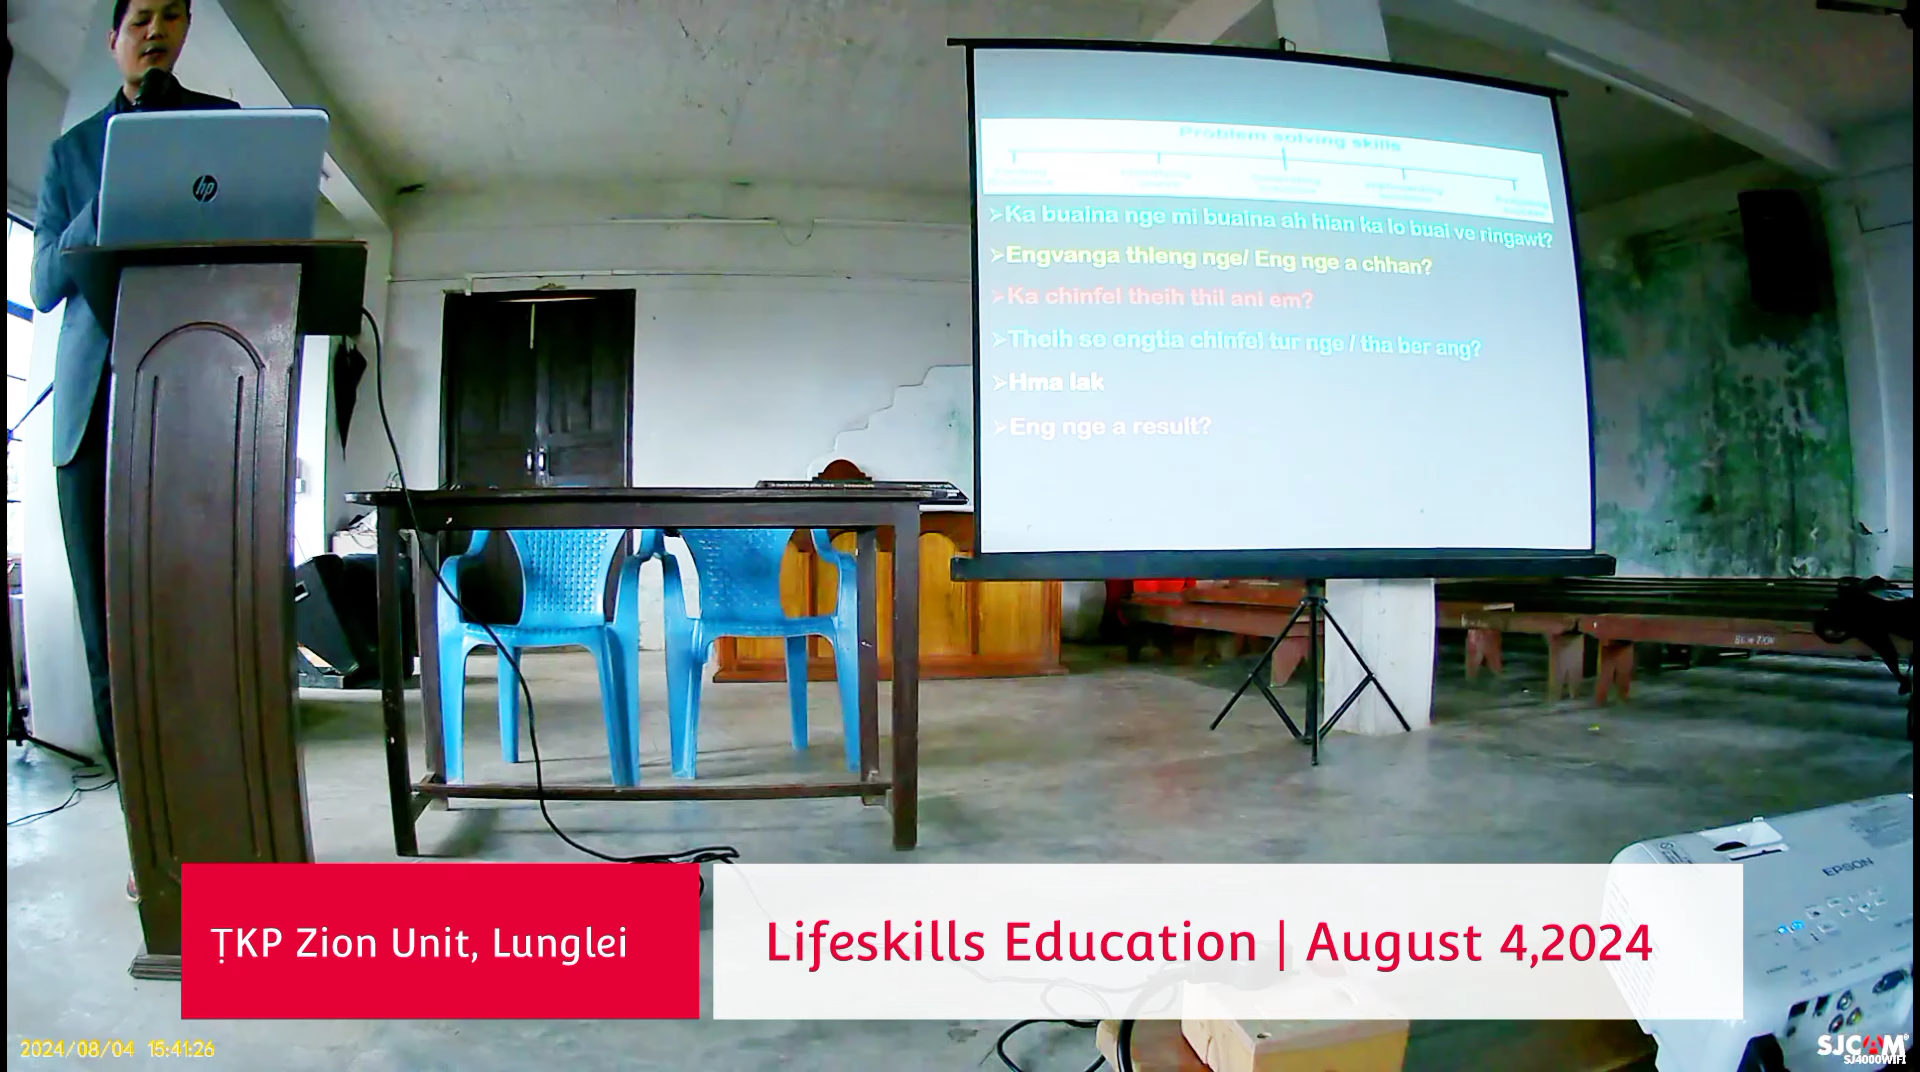 hp
Problem solving skills
➢Ka buaina nge mi buaina ah hian ka lo buai ve ringawt?
➢Engvanga thleng nge/ Eng nge a chhan?
➢Ka chinfel theih thil ani em?
➢Theih se engtia chinfel tur nge / tha ber ang?
➢Hma lak
➢Eng nge a result?
EPSON
ṬKP Zion Unit, Lunglei
Lifeskills Education | August 4,2024
2024/08/04 15:41:26
SJCAM
SJ4000WIFI